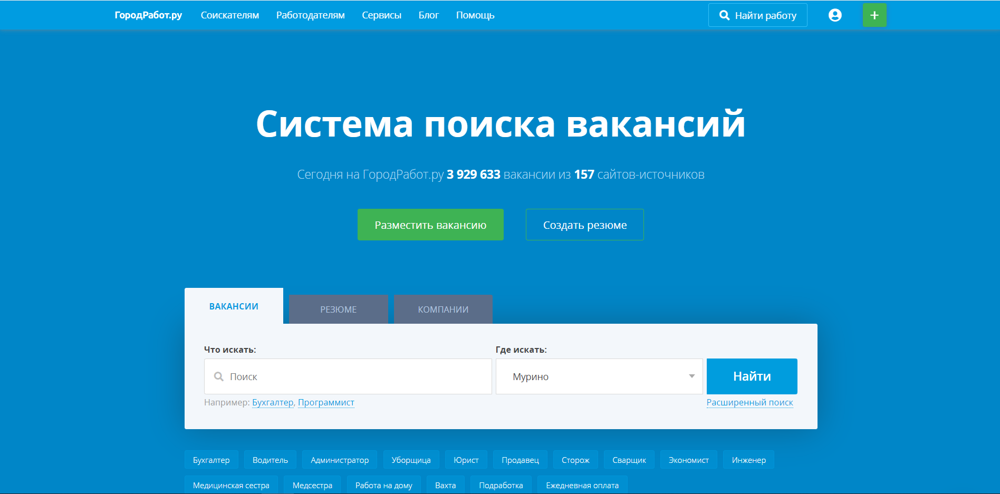 ГородРабот.ру Соискателям Работодателям Сервисы Блог Помощь Найти работу +
Система поиска вакансий
Сегодня на ГородРабот.ру 3 929 633 вакансии из 157 сайтов-источников
Разместить вакансию Создать резюме
ВАКАНСИИ РЕЗЮМЕ КОМПАНИИ
Что искать: Где искать:
Поиск Мурино Найти
Например: Бухгалтер, Программист Расширенный поиск
Бухгалтер Водитель Администратор Уборщица Юрист Продавец Сторож Сварщик Экономист Инженер
Медицинская сестра Медсестра Работа на дому Вахта Подработка Ежедневная оплата